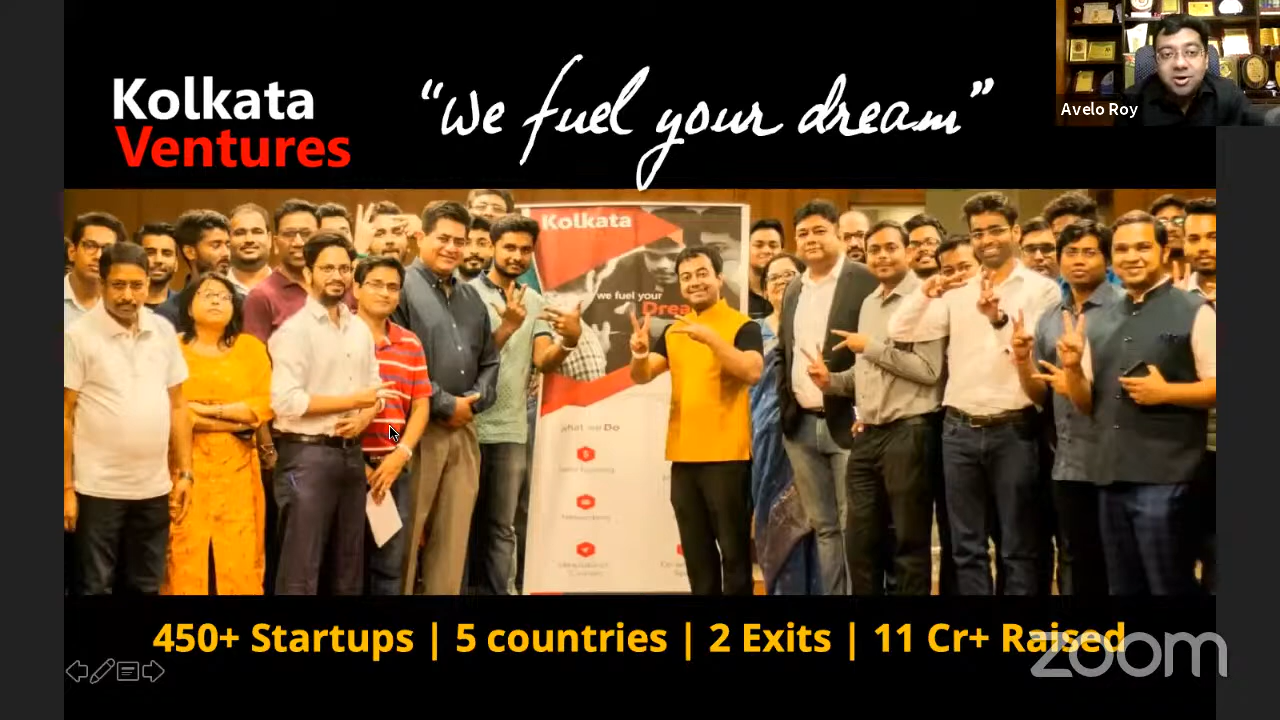 Kolkata
Ventures
“we fuel your dream”
Avelo Roy
Kolkata
we fuel your
Drea
what we Do
450+ Startups | 5 countries | 2 Exits | 11 Cr+ Raised
zoom